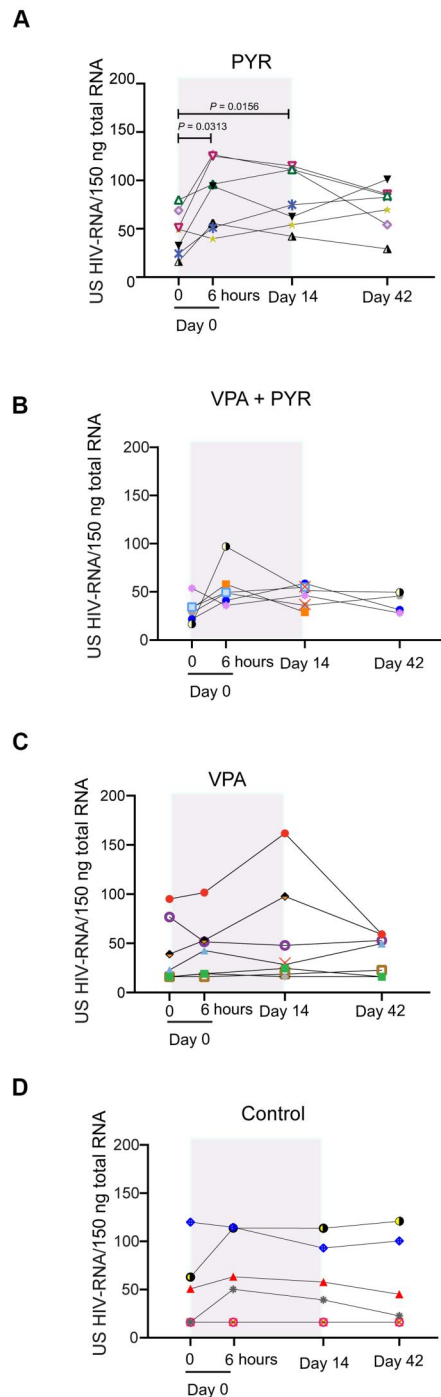 A
PYR
US HIV-RNA/150 ng total RNA
200
150
100
50
0
P = 0.0156
P = 0.0313
0 6 hours Day 14 Day 42
Day 0
B
VPA + PYR
US HIV-RNA/150 ng total RNA
200
150
100
50
0
0 6 hours Day 14 Day 42
Day 0
C
VPA
US HIV-RNA/150 ng total RNA
200
150
100
50
0
0 6 hours Day 14 Day 42
Day 0
D
Control
US HIV-RNA/150 ng total RNA
200
150
100
50
0
0 6 hours Day 14 Day 42
Day 0